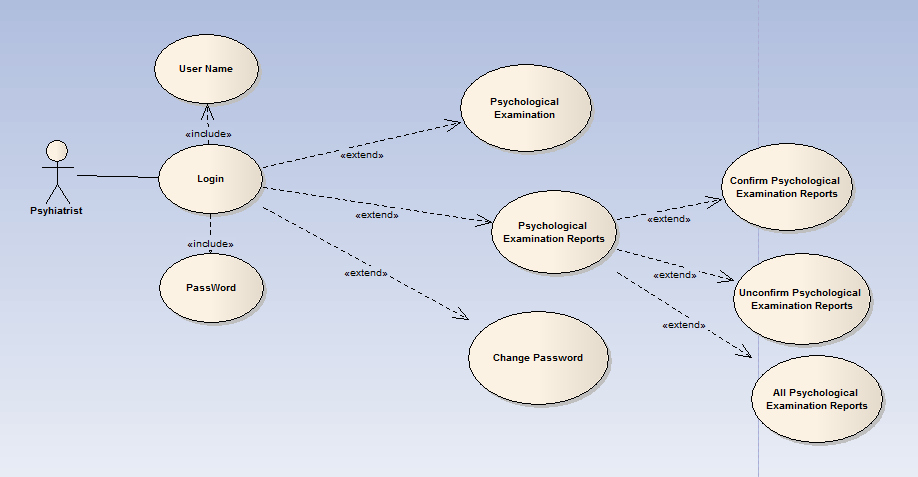 User Name
«include»
Login
Psyhiatrist
«include»
PassWord
«extend»
Psychological
Examination
«extend»
Psychological
Examination Reports
«extend»
Change Password
«extend»
Confirm Psychological
Examination Reports
«extend»
Unconfirm Psychological
Examination Reports
«extend»
All Psychological
Examination Reports